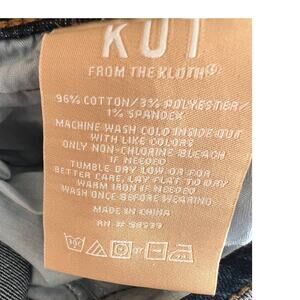 KUT
FROM THE KLOTH®
96% COTTON/3% POLYESTER/
1% SPANDEX
MACHINE WASH COLD INSIDE OUT
WITH LIKE COLORS
ONLY NON-CHLORINE BLEACH
IF NEEDED
TUMBLE DRY LOW OR FOR
BETTER CARE, LAY FLAT TO DRY
WARM IRON IF NEEDED
WASH ONCE BEFORE WEARING
MADE IN CHINA
RN #